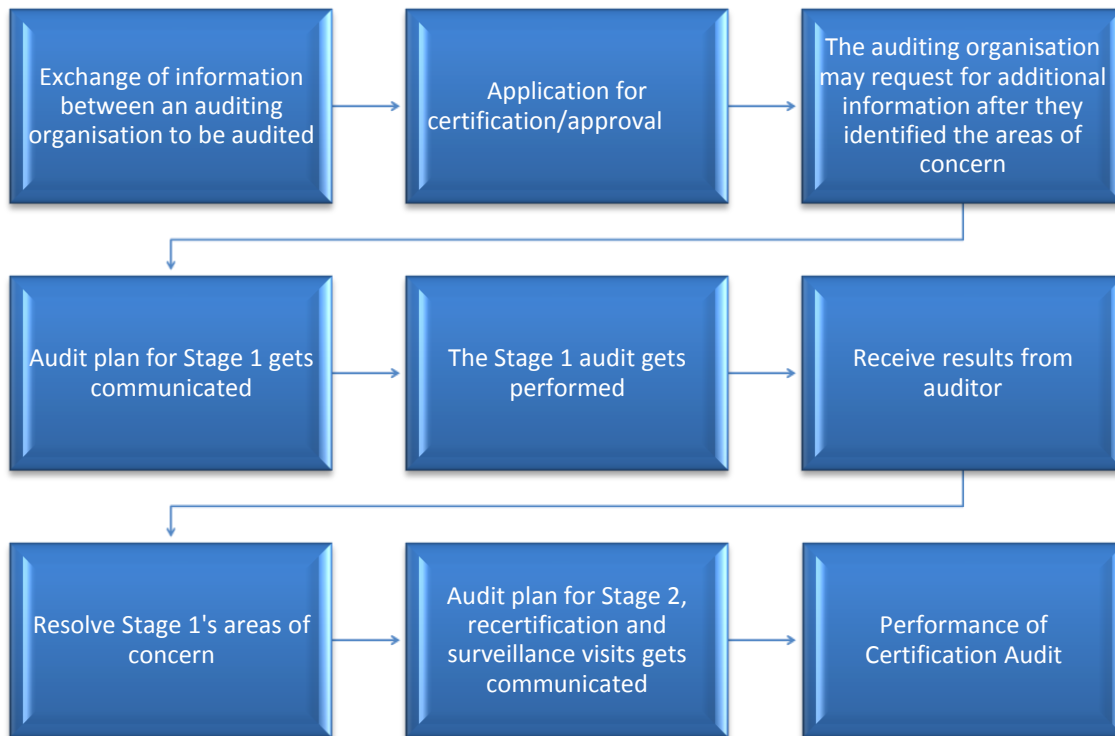 Exchange of information
between an auditing
organisation to be audited
Application for
certification/approval
The auditing organisation
may request for additional
information after they
identified the areas of
concern
Audit plan for Stage 1 gets
communicated
The Stage 1 audit gets
performed
Receive results from
auditor
Resolve Stage 1's areas of
concern
Audit plan for Stage 2,
recertification and
surveillance visits gets
communicated
Performance of
Certification Audit